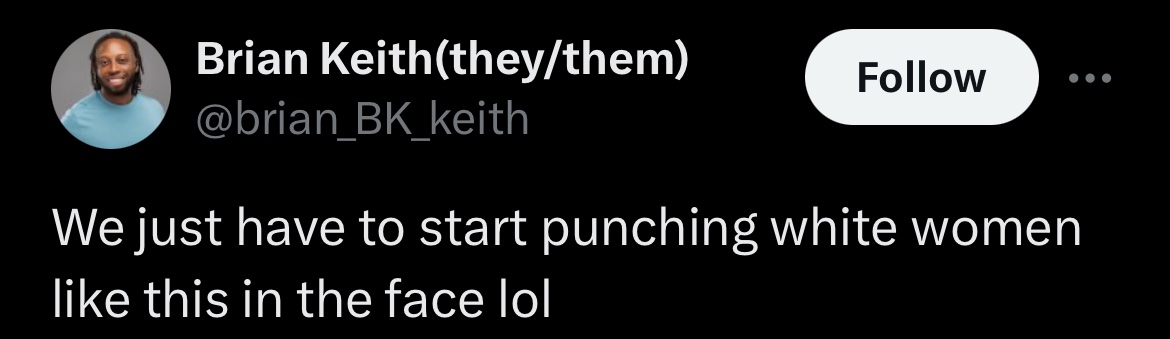 Brian Keith(they/them)
@brian_BK_keith
Follow
We just have to start punching white women
like this in the face lol